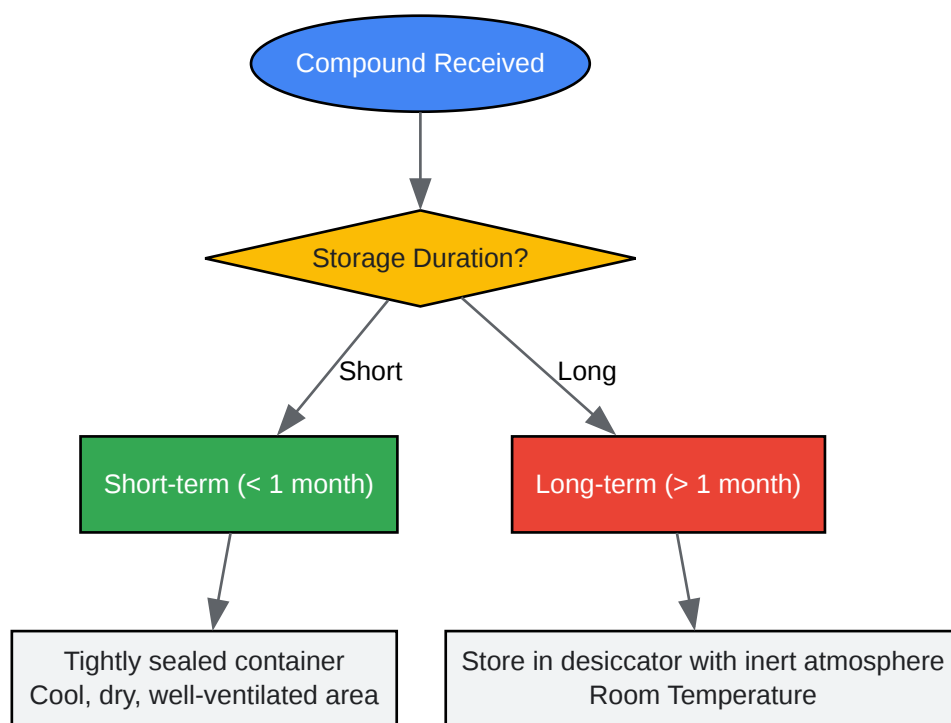 Compound Received
Storage Duration?
Short
Long
Short-term (< 1 month)
Long-term (> 1 month)
Tightly sealed container
Cool, dry, well-ventilated area
Store in desiccator with inert atmosphere
Room Temperature